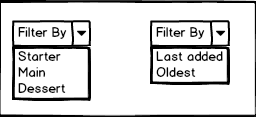 Filter By
Starter
Main
Dessert
Filter By
Last added
Oldest